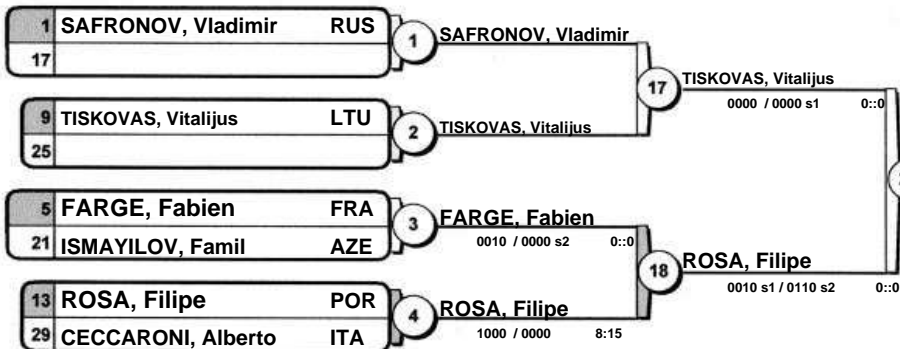 1 SAFRONOV, Vladimir RUS
17
1
SAFRONOV, Vladimir
9 TISKOVAS, Vitalijus LTU
25
2
TISKOVAS, Vitalijus
17
TISKOVAS, Vitalijus
0000 / 0000 s1 0::0
5 FARGE, Fabien FRA
21 ISMAYILOV, Famil AZE
3
FARGE, Fabien
0010 / 0000 s2 0::0
13 ROSA, Filipe POR
29 CECCARONI, Alberto ITA
4
ROSA, Filipe
1000 / 0000 8:15
18
ROSA, Filipe
0010 s1 / 0110 s2 0::0